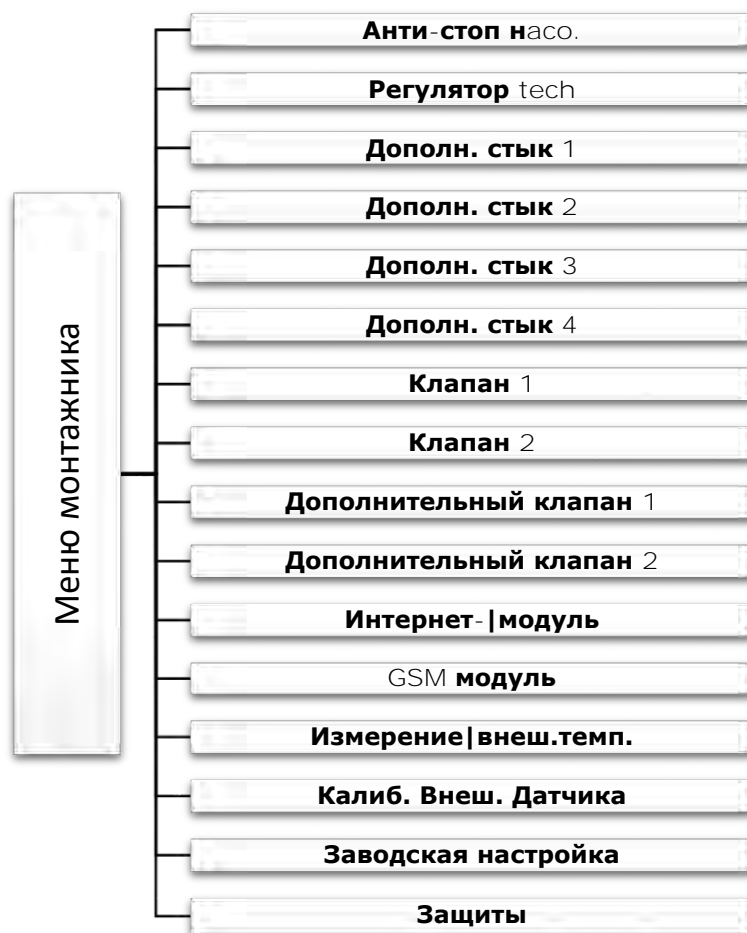 Меню монтажника
Анти-стоп насо.
Регулятор tech
Дополн. стык 1
Дополн. стык 2
Дополн. стык 3
Дополн. стык 4
Клапан 1
Клапан 2
Дополнительный клапан 1
Дополнительный клапан 2
Интернет-|модуль
GSM модуль
Измерение|внеш.темп.
Калиб. Внеш. Датчика
Заводская настройка
Защиты